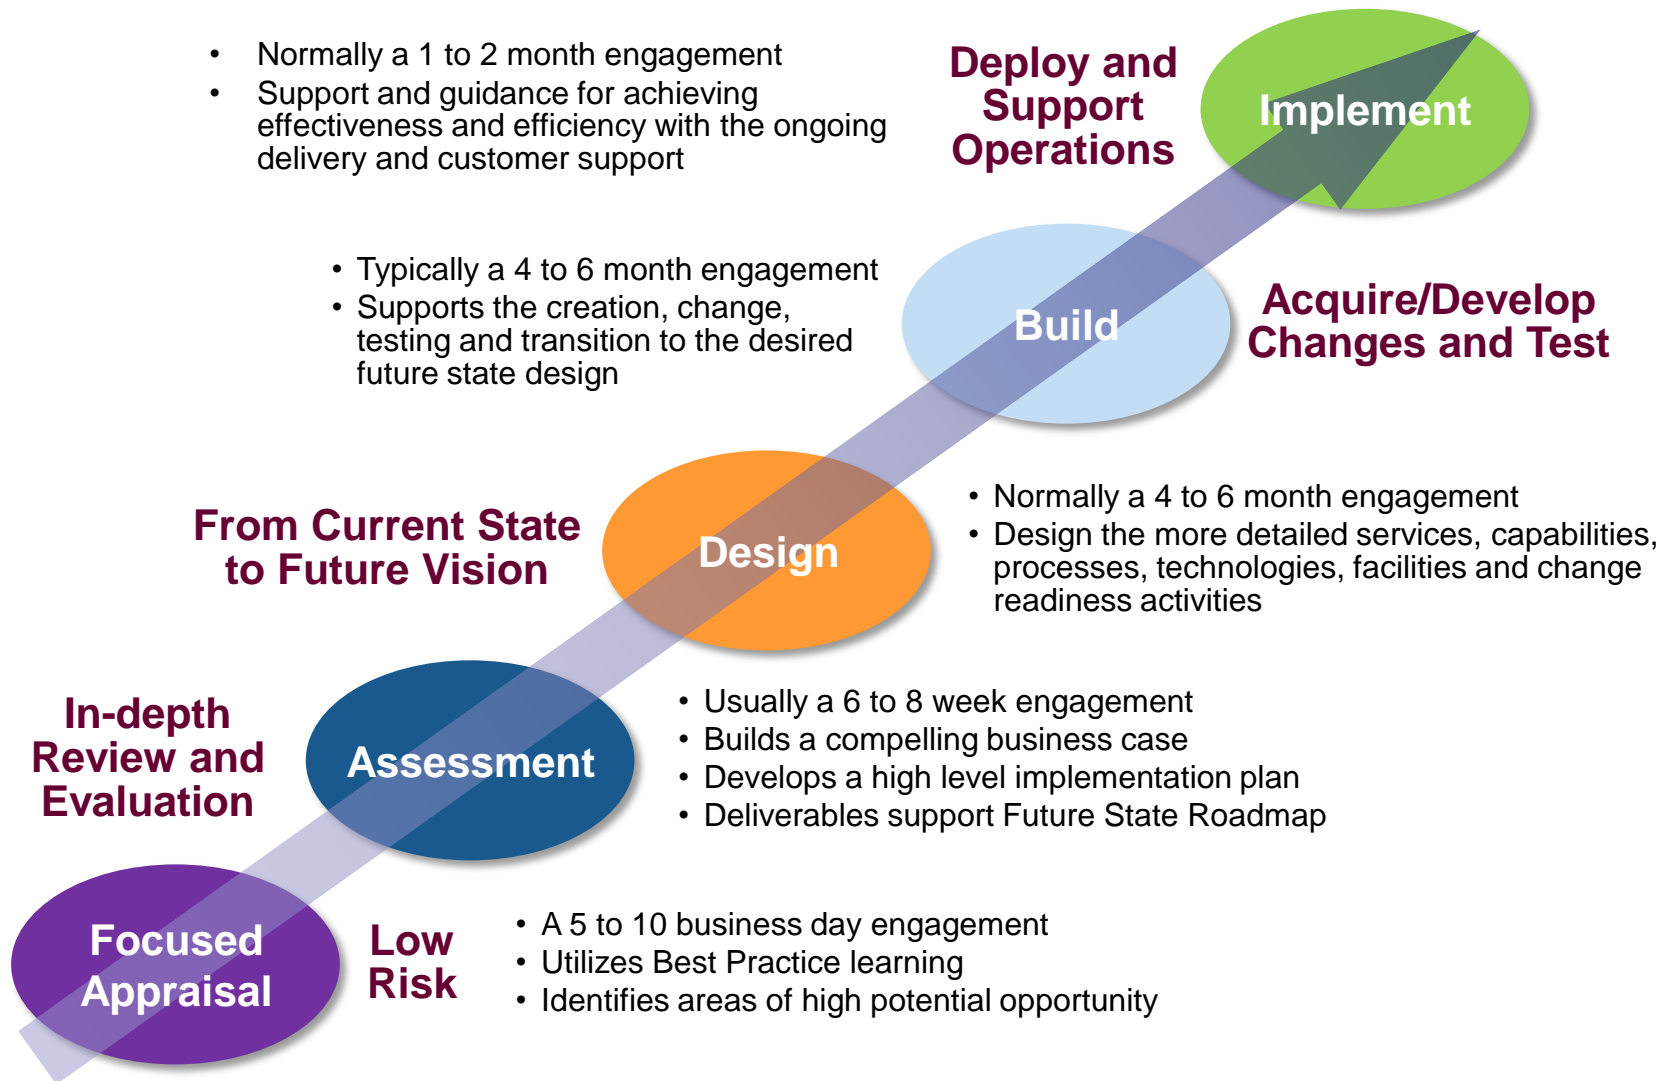 • Normally a 1 to 2 month engagement
• Support and guidance for achieving
effectiveness and efficiency with the ongoing
delivery and customer support
Deploy and
Support
Operations
Implement
• Typically a 4 to 6 month engagement
• Supports the creation, change,
testing and transition to the desired
future state design
Build
Acquire/Develop
Changes and Test
From Current State
to Future Vision
Design
• Normally a 4 to 6 month engagement
• Design the more detailed services, capabilities,
processes, technologies, facilities and change
readiness activities
In-depth
Review and
Evaluation
Assessment
• Usually a 6 to 8 week engagement
• Builds a compelling business case
• Develops a high level implementation plan
• Deliverables support Future State Roadmap
Focused
Appraisal
Low
Risk
• A 5 to 10 business day engagement
• Utilizes Best Practice learning
• Identifies areas of high potential opportunity